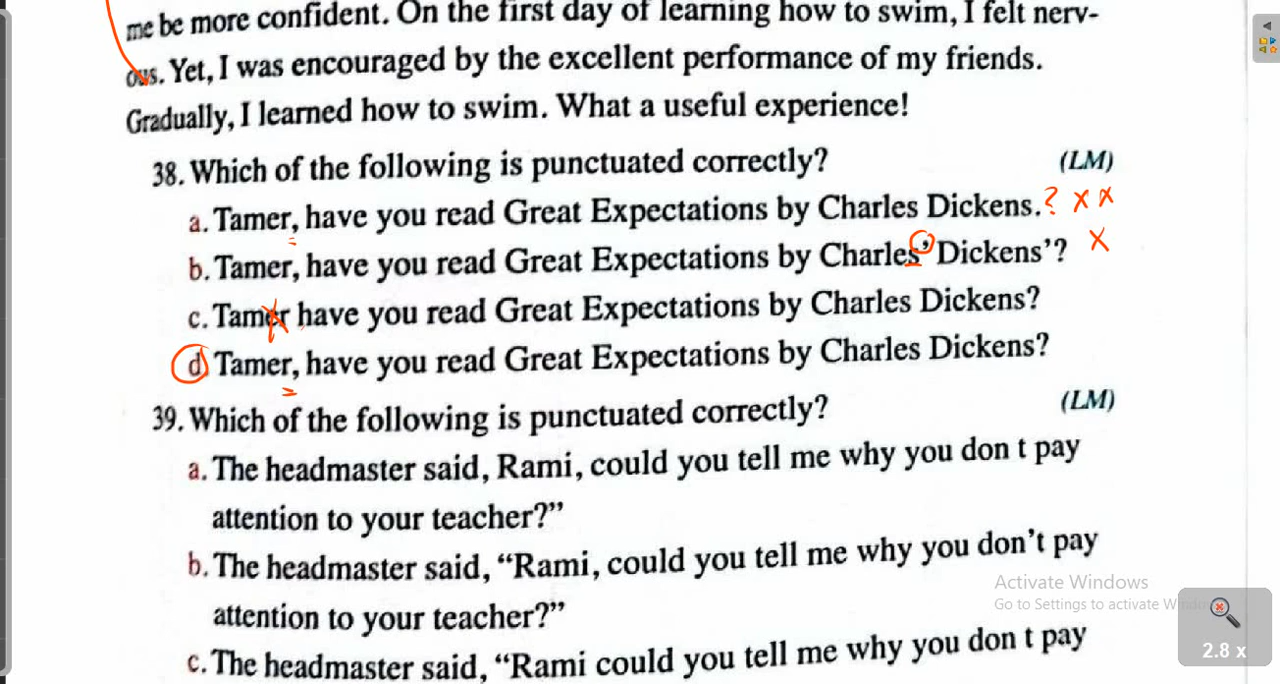 me be more confident. On the first day of learning how to swim, I felt nerv-
ous. Yet, I was encouraged by the excellent performance of my friends.
Gradually, I learned how to swim. What a useful experience!
38. Which of the following is punctuated correctly? (LM)
a. Tamer, have you read Great Expectations by Charles Dickens.? x x
b. Tamer, have you read Great Expectations by Charles’ Dickens’? x
c. Tamer have you read Great Expectations by Charles Dickens?
d Tamer, have you read Great Expectations by Charles Dickens?
39. Which of the following is punctuated correctly? (LM)
a. The headmaster said, Rami, could you tell me why you don t pay
attention to your teacher?”
b. The headmaster said, “Rami, could you tell me why you don’t pay
attention to your teacher?”
Activate Windows
Go to Settings to activate W
c. The headmaster said, “Rami could you tell me why you don t pay
2.8 x